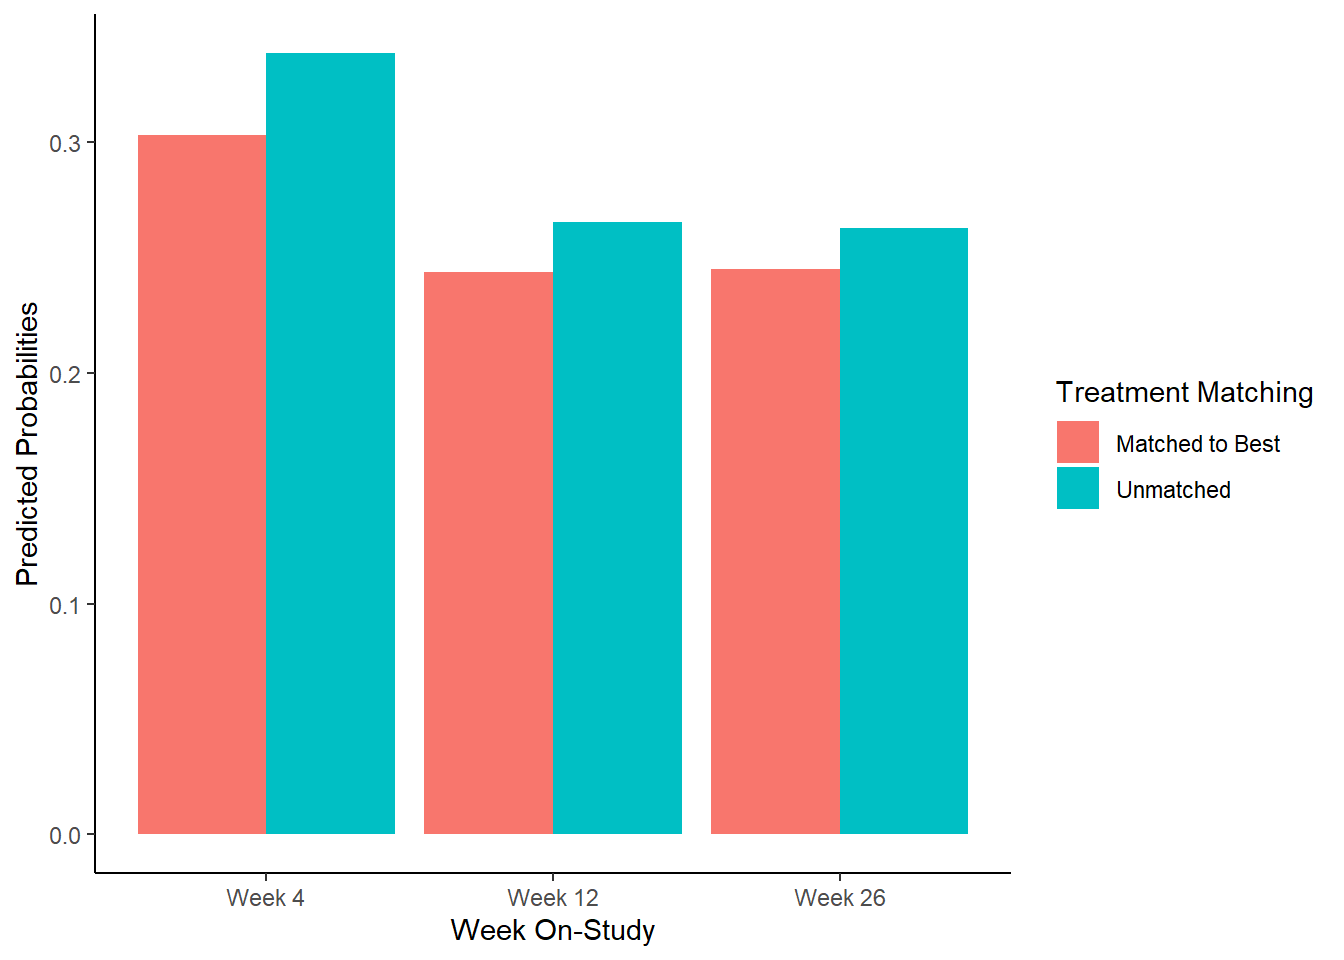 Predicted Probabilities
0.3
0.2
0.1
0.0
Week 4
Week 12
Week 26
Week On-Study
Treatment Matching
Matched to Best
Unmatched